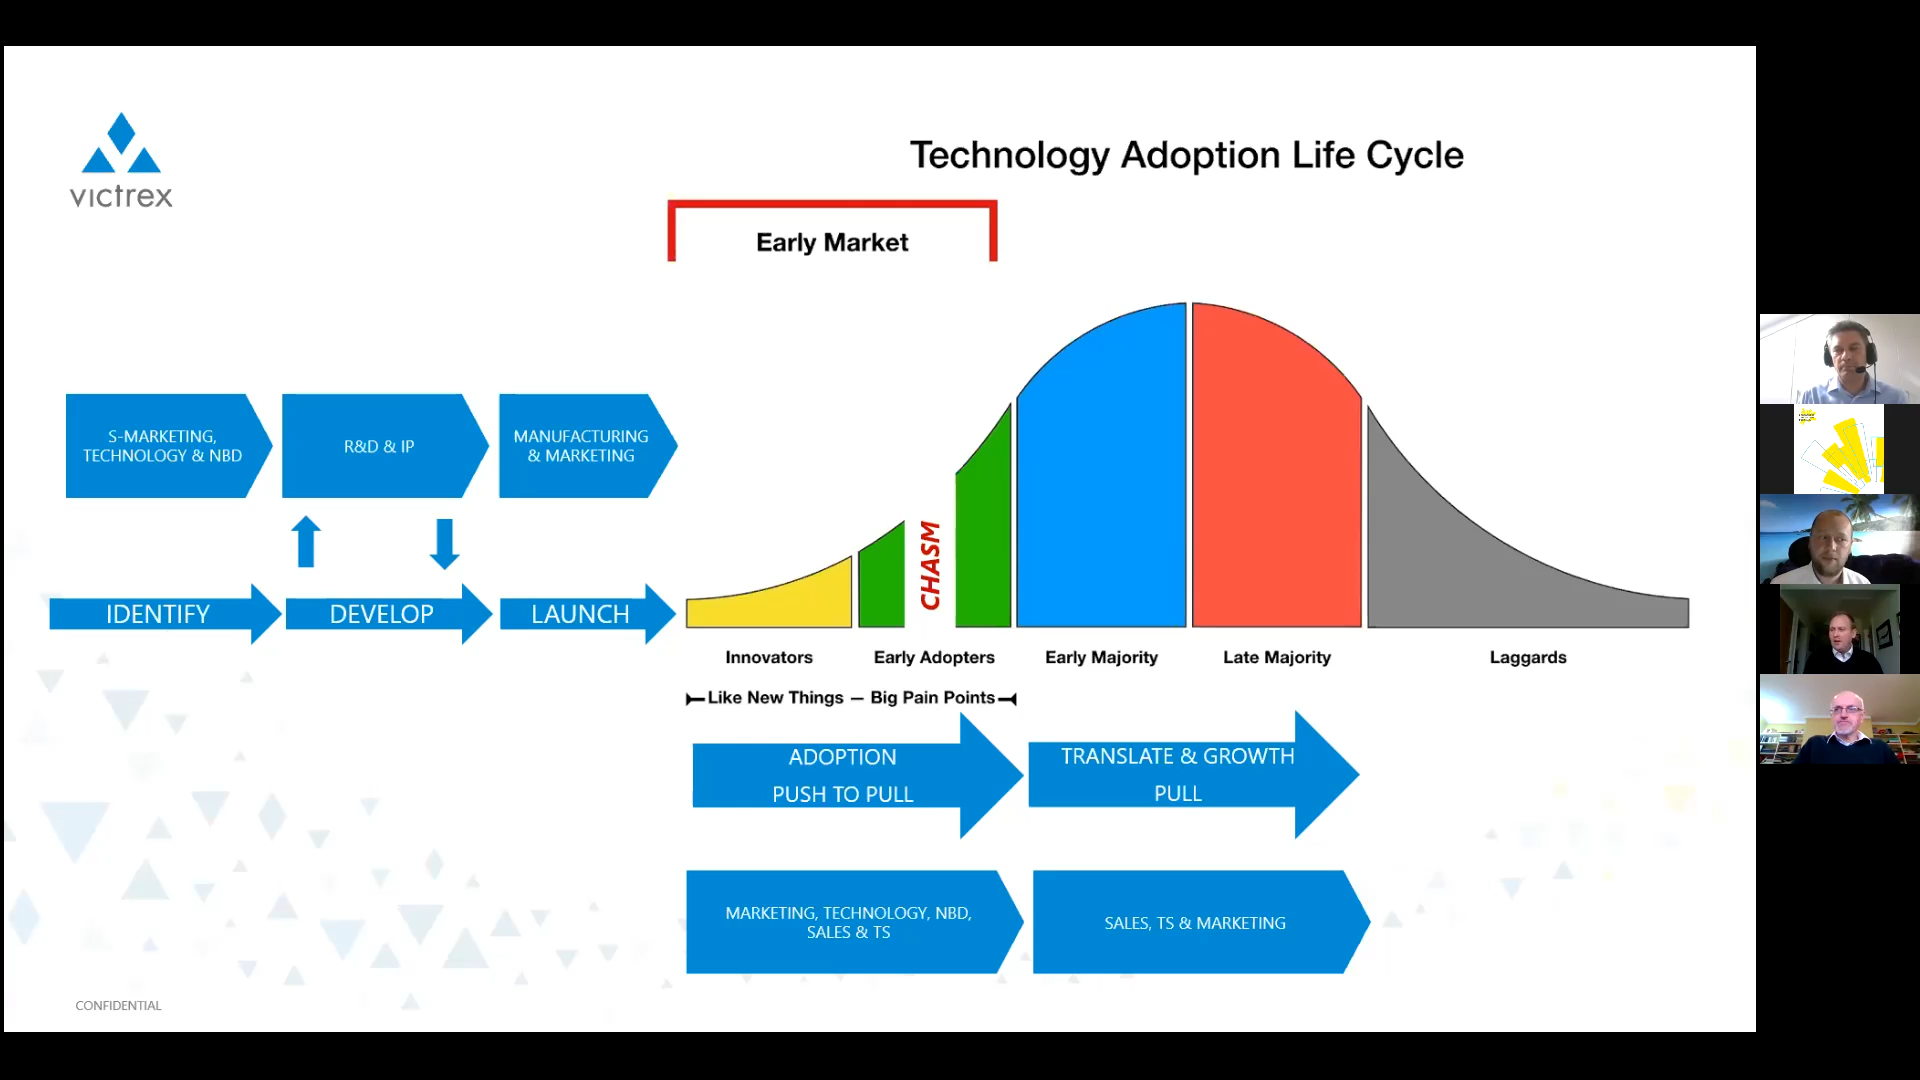 victrex
Technology Adoption Life Cycle
Early Market
S-MARKETING,
TECHNOLOGY & NBD
R&D & IP
MANUFACTURING
& MARKETING
IDENTIFY
DEVELOP
LAUNCH
CHASM
Innovators
Early Adopters
Early Majority
Late Majority
Laggards
Like New Things — Big Pain Points
ADOPTION
PUSH TO PULL
TRANSLATE & GROWTH
PULL
MARKETING, TECHNOLOGY, NBD,
SALES & TS
SALES, TS & MARKETING
CONFIDENTIAL